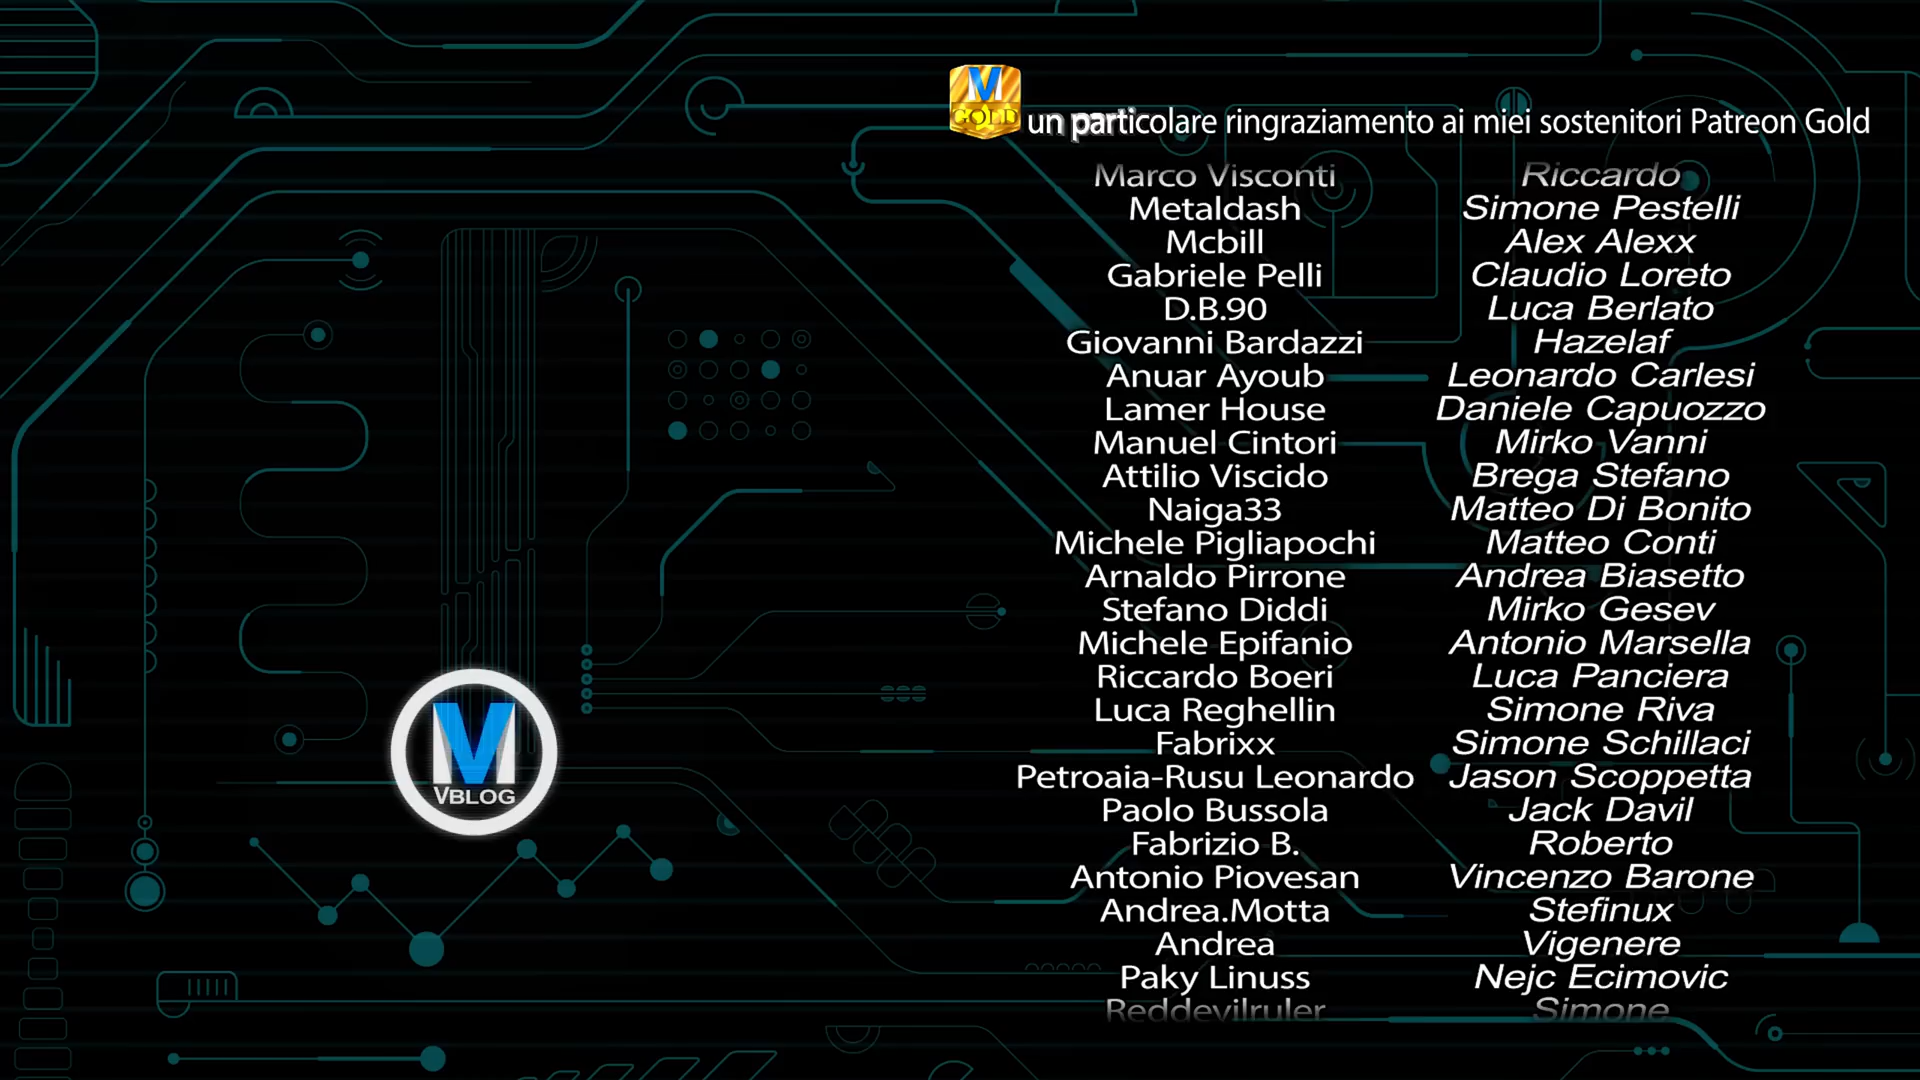 M
GOLD
un particolare ringraziamento ai miei sostenitori Patreon Gold
Marco Visconti
Metaldash
Mcbill
Gabriele Pelli
D.B.90
Giovanni Bardazzi
Anuar Ayoub
Lamer House
Manuel Cintori
Attilio Viscido
Naiga33
Michele Pigliapochi
Arnaldo Pirrone
Stefano Diddi
Michele Epifanio
Riccardo Boeri
Luca Reghellin
Fabrixx
Petroaia-Rusu Leonardo
Paolo Bussola
Fabrizio B.
Antonio Piovesan
Andrea.Motta
Andrea
Paky Linuss
Reddevilruler
Riccardo
Simone Pestelli
Alex Alexx
Claudio Loreto
Luca Berlato
Hazelaf
Leonardo Carlesi
Daniele Capuozzo
Mirko Vanni
Brega Stefano
Matteo Di Bonito
Matteo Conti
Andrea Biasetto
Mirko Gesev
Antonio Marsella
Luca Panciera
Simone Riva
Simone Schillaci
Jason Scoppetta
Jack Davil
Roberto
Vincenzo Barone
Stefinux
Vigenere
Nejc Ecimovic
Simone
M
VBLOG